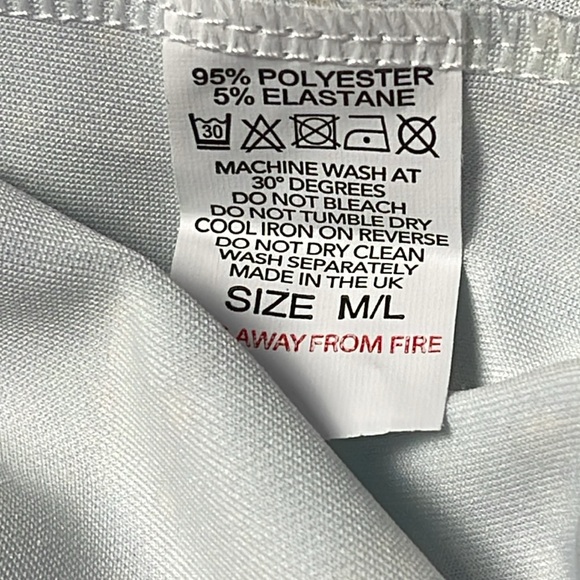 95% POLYESTER
5% ELASTANE
30
MACHINE WASH AT
30° DEGREES
DO NOT BLEACH
DO NOT TUMBLE DRY
COOL IRON ON REVERSE
DO NOT DRY CLEAN
WASH SEPARATELY
MADE IN THE UK
SIZE M/L
AWAY FROM FIRE